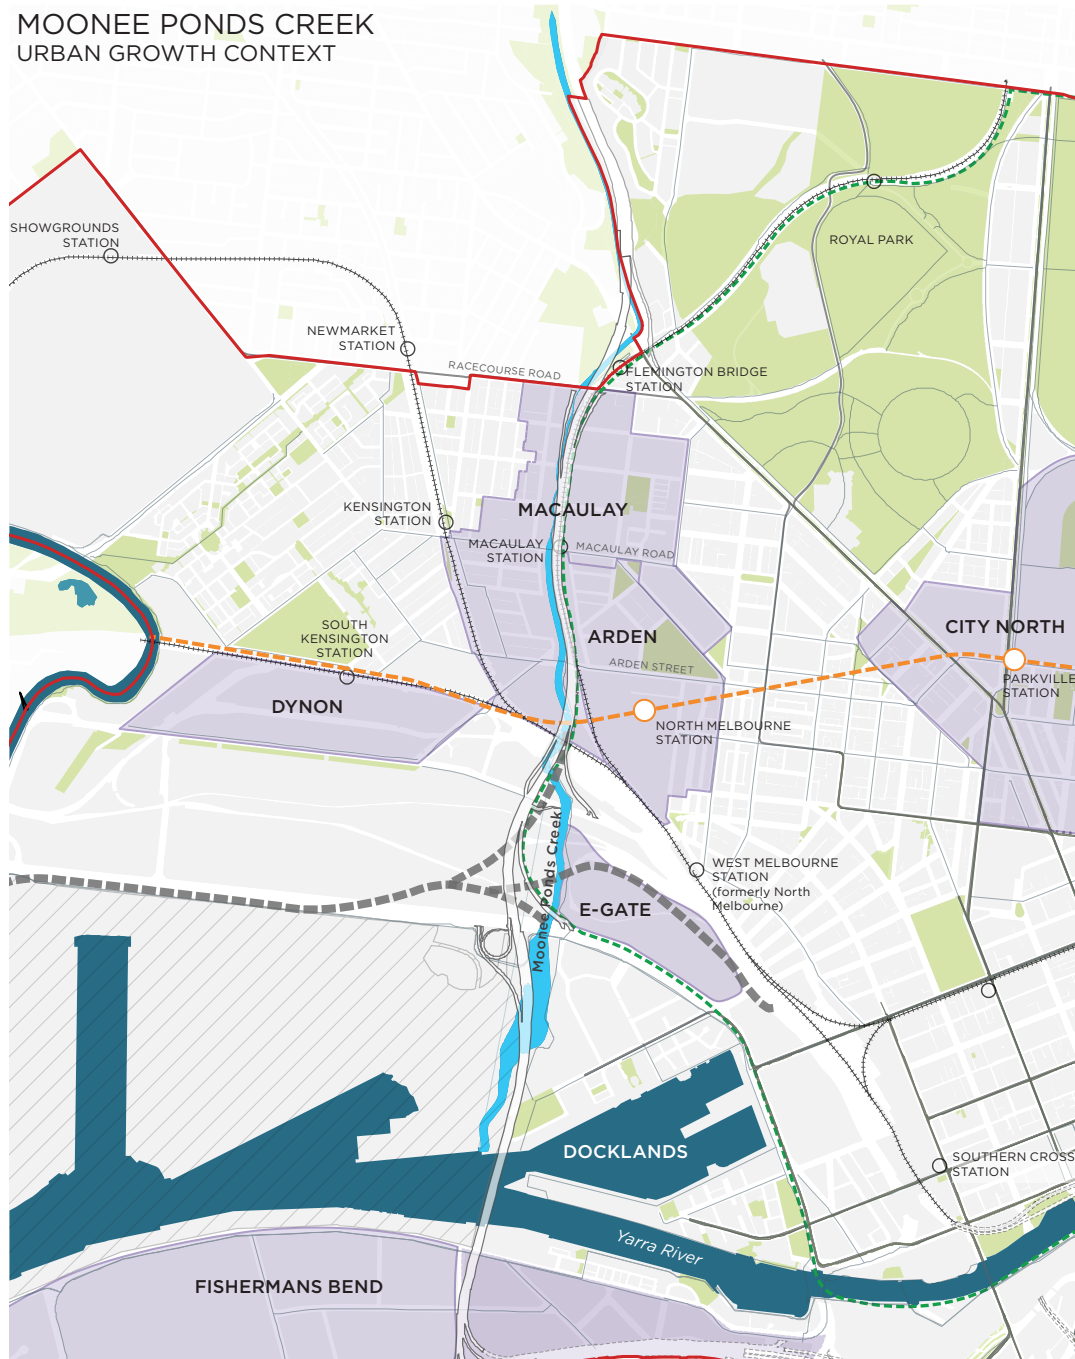 MOONEE PONDS CREEK
URBAN GROWTH CONTEXT
SHOWGROUNDS
STATION
ROYAL PARK
NEWMARKET
STATION
RACECOURSE ROAD
FLEMINGTON BRIDGE
STATION
KENSINGTON
STATION
MACAULAY
MACAULAY
STATION
MACAULAY ROAD
SOUTH
KENSINGTON
STATION
ARDEN
ARDEN STREET
CITY NORTH
PARKVILLE
STATION
DYNON
NORTH MELBOURNE
STATION
Moonee Ponds Creek
WEST MELBOURNE
STATION
(formerly North
Melbourne)
E-GATE
DOCKLANDS
SOUTHERN CROSS
STATION
Yarra River
FISHERMANS BEND